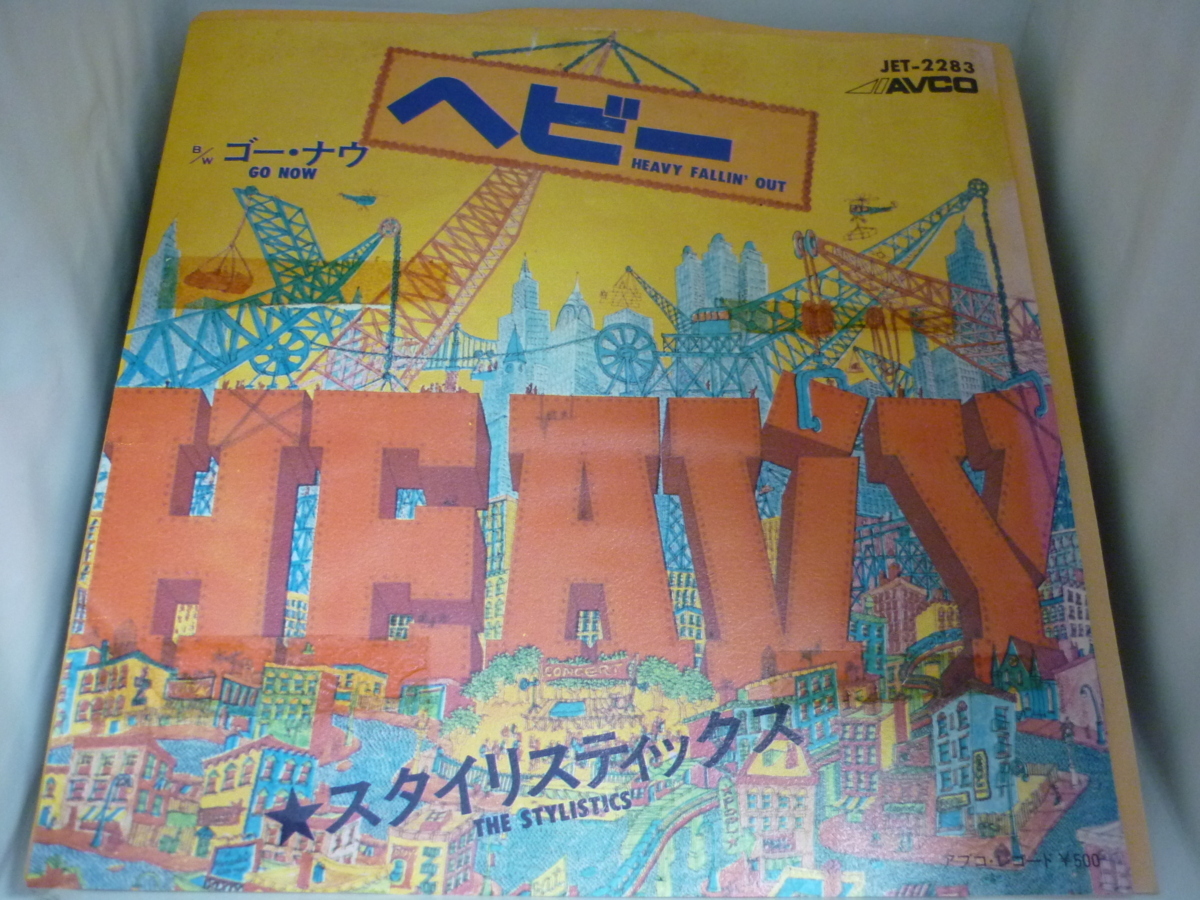 JET-2283
AVCO
ヘビー
HEAVY FALLIN' OUT
B/W ゴー・ナウ
GO NOW
HEAVY
CONCERT
★スタイリスティックス
THE STYLISTICS
アブコ・レコード ¥500